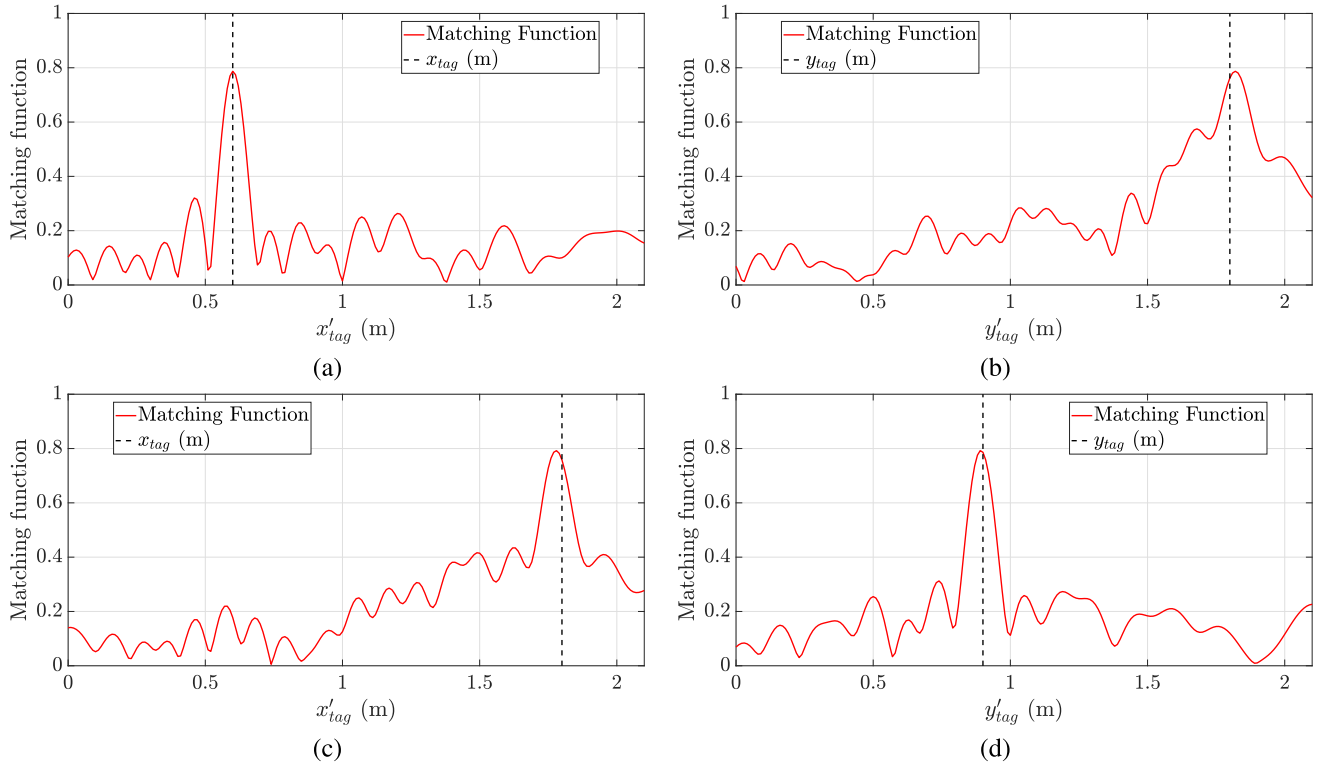 1
0.8
0.6
0.4
0.2
0
Matching function
Matching Function
x_tag (m)
0 0.5 1 1.5 2
x′_tag (m)
(a)
1
0.8
0.6
0.4
0.2
0
Matching function
Matching Function
y_tag (m)
0 0.5 1 1.5 2
y′_tag (m)
(b)
1
0.8
0.6
0.4
0.2
0
Matching function
Matching Function
x_tag (m)
0 0.5 1 1.5 2
x′_tag (m)
(c)
1
0.8
0.6
0.4
0.2
0
Matching function
Matching Function
y_tag (m)
0 0.5 1 1.5 2
y′_tag (m)
(d)